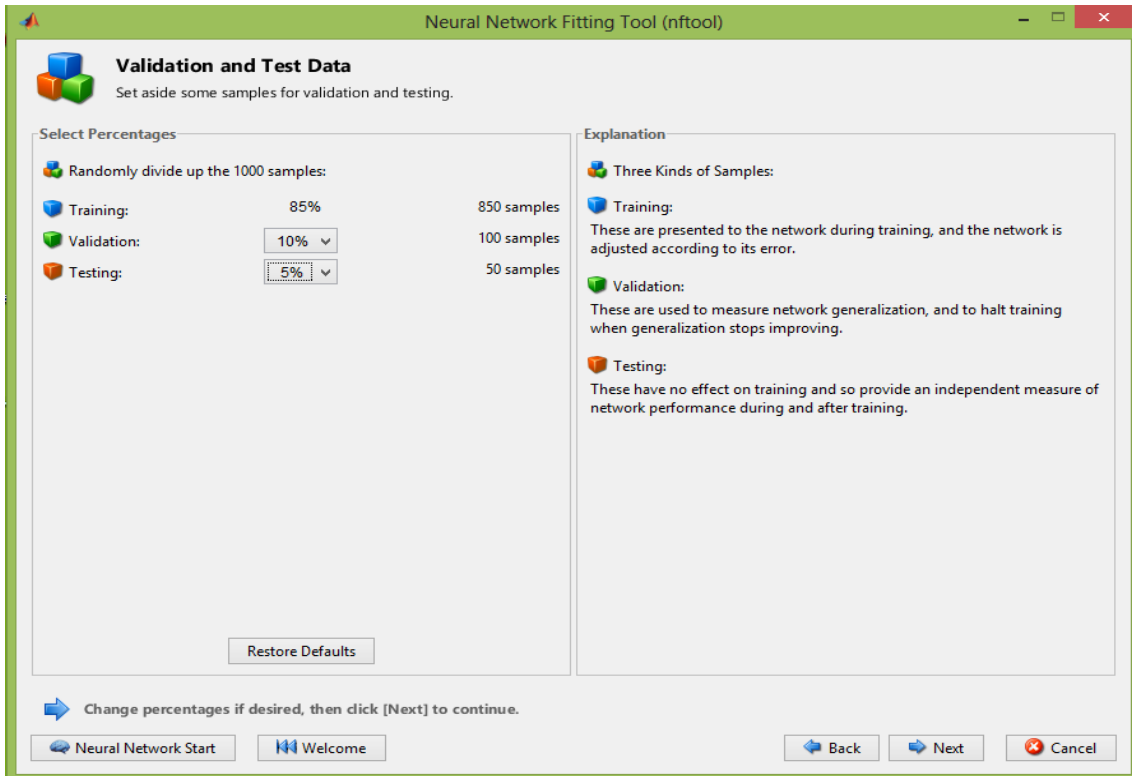 Neural Network Fitting Tool (nftool)
Validation and Test Data
Set aside some samples for validation and testing.
Select Percentages
Randomly divide up the 1000 samples:
Training: 85% 850 samples
Validation: 10% 100 samples
Testing: 5% 50 samples
Restore Defaults
Explanation
Three Kinds of Samples:
Training:
These are presented to the network during training, and the network is
adjusted according to its error.
Validation:
These are used to measure network generalization, and to halt training
when generalization stops improving.
Testing:
These have no effect on training and so provide an independent measure of
network performance during and after training.
Change percentages if desired, then click [Next] to continue.
Neural Network Start Welcome Back Next Cancel